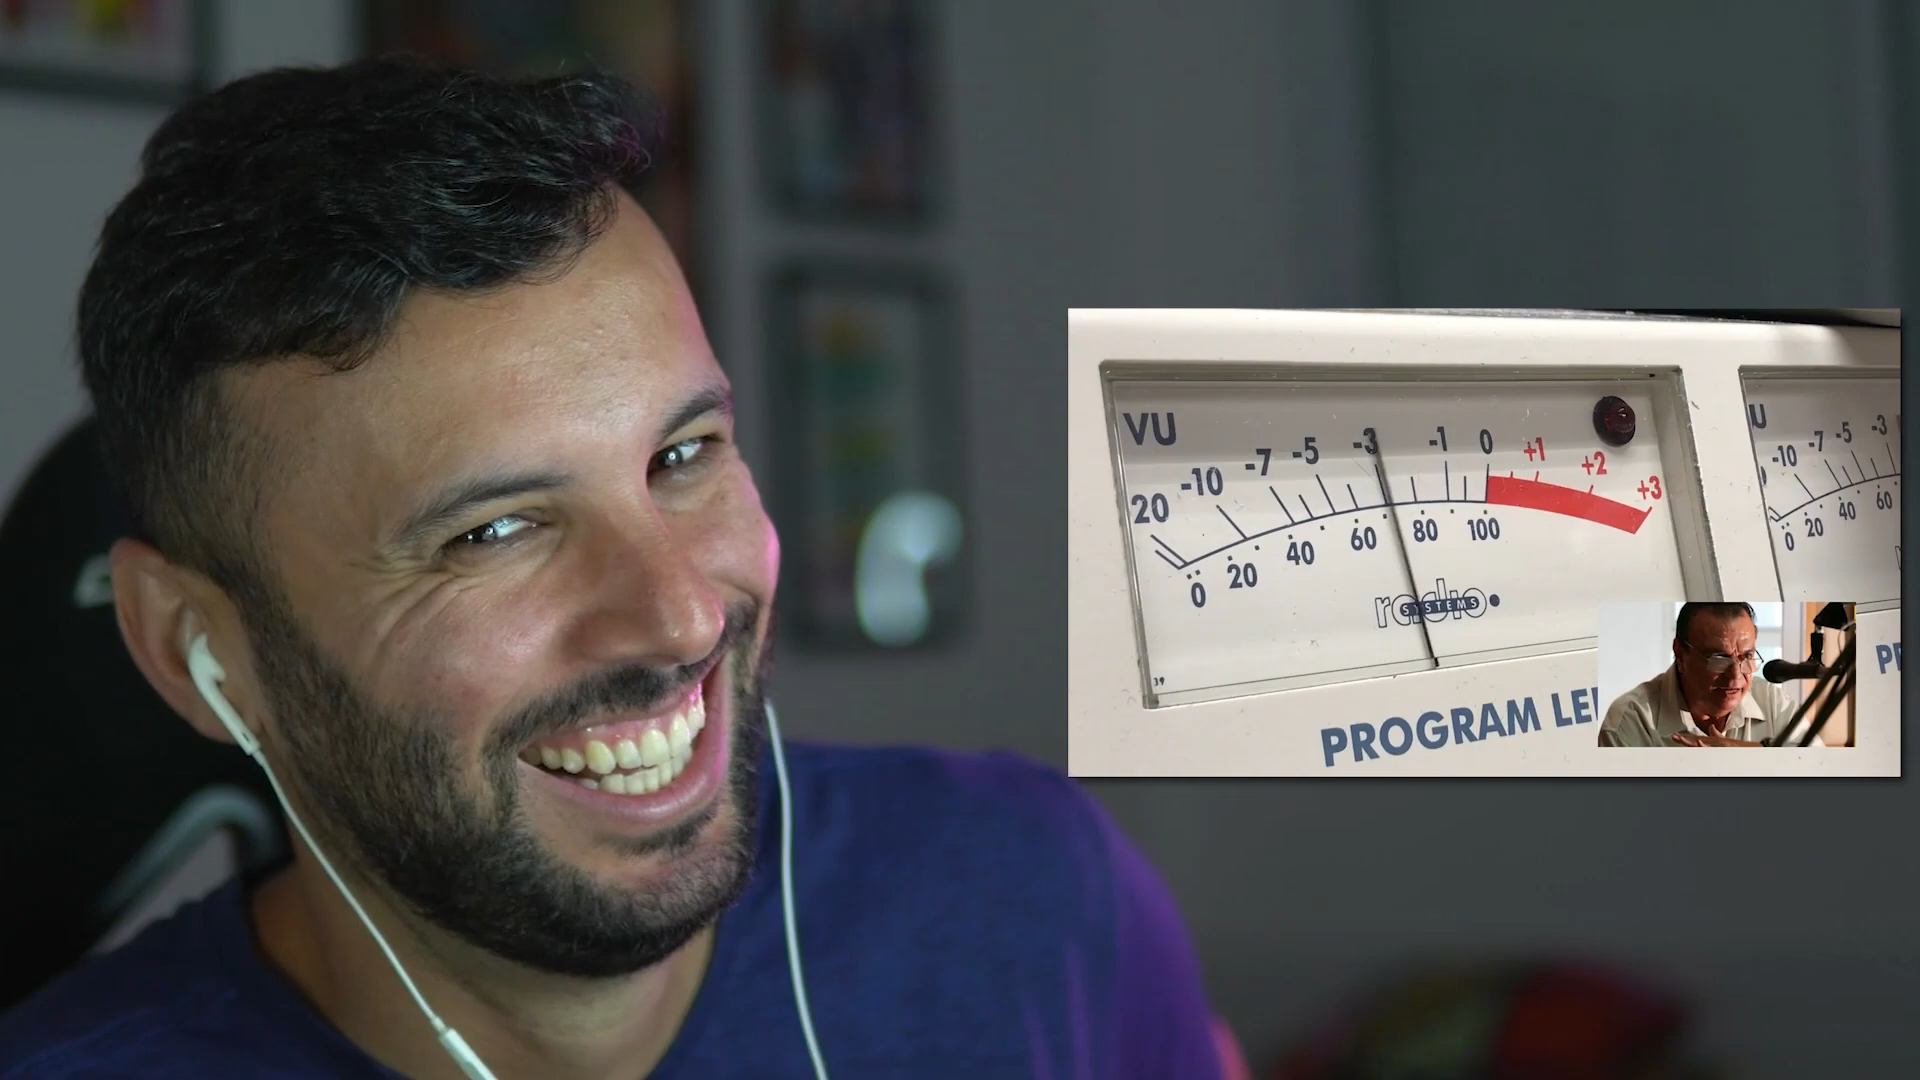 VU
20 -10 -7 -5 -3 -1 0 +1 +2 +3
0 20 40 60 80 100
radio
SYSTEMS
39
PROGRAM LE
U
-10 -7 -5 -3
0 20 40 60